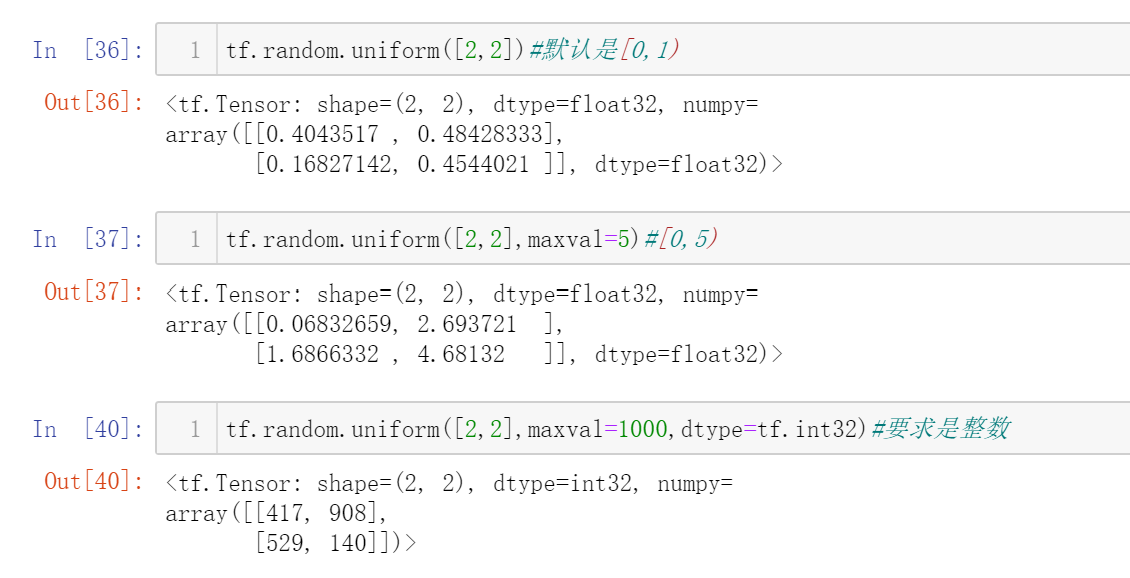 In [36]: 1 tf.random.uniform([2,2])#默认是[0,1)
Out[36]: <tf.Tensor: shape=(2, 2), dtype=float32, numpy=
array([[0.4043517 , 0.48428333],
[0.16827142, 0.4544021 ]], dtype=float32)>
In [37]: 1 tf.random.uniform([2,2],maxval=5)#[0,5)
Out[37]: <tf.Tensor: shape=(2, 2), dtype=float32, numpy=
array([[0.06832659, 2.693721  ],
[1.6866332 , 4.68132   ]], dtype=float32)>
In [40]: 1 tf.random.uniform([2,2],maxval=1000,dtype=tf.int32)#要求是整数
Out[40]: <tf.Tensor: shape=(2, 2), dtype=int32, numpy=
array([[417, 908],
[529, 140]])>